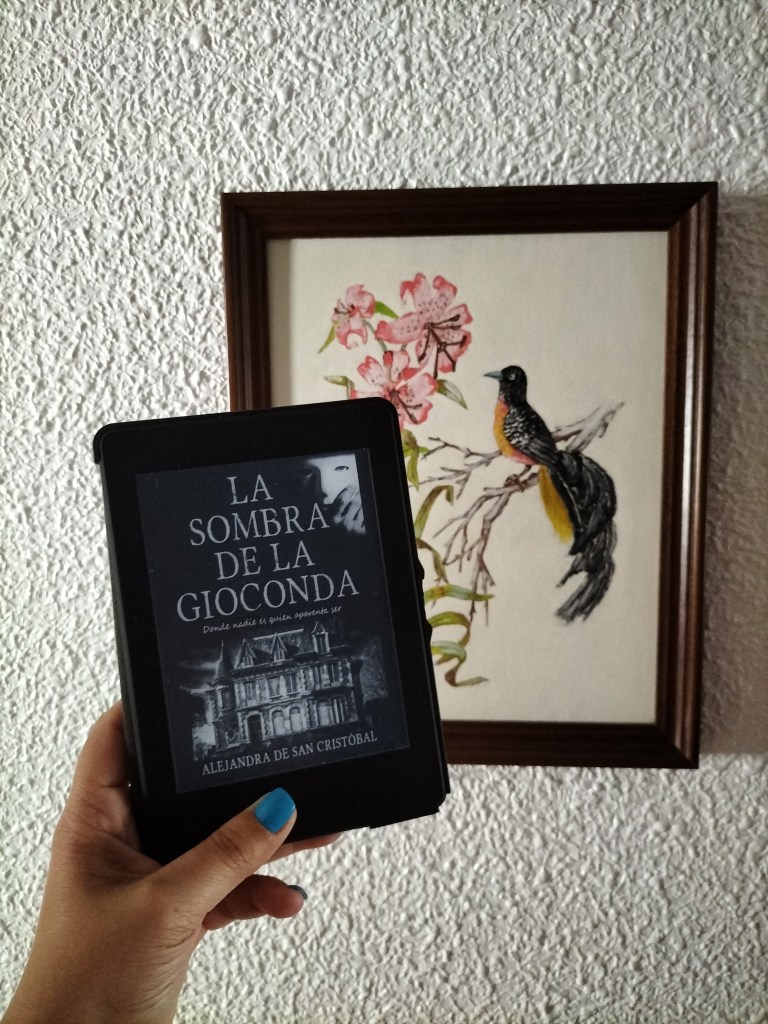 LA
SOMBRA
DE LA
GIOCONDA
Donde nadie es quien aparenta ser
ALEJANDRA DE SAN CRISTÓBAL